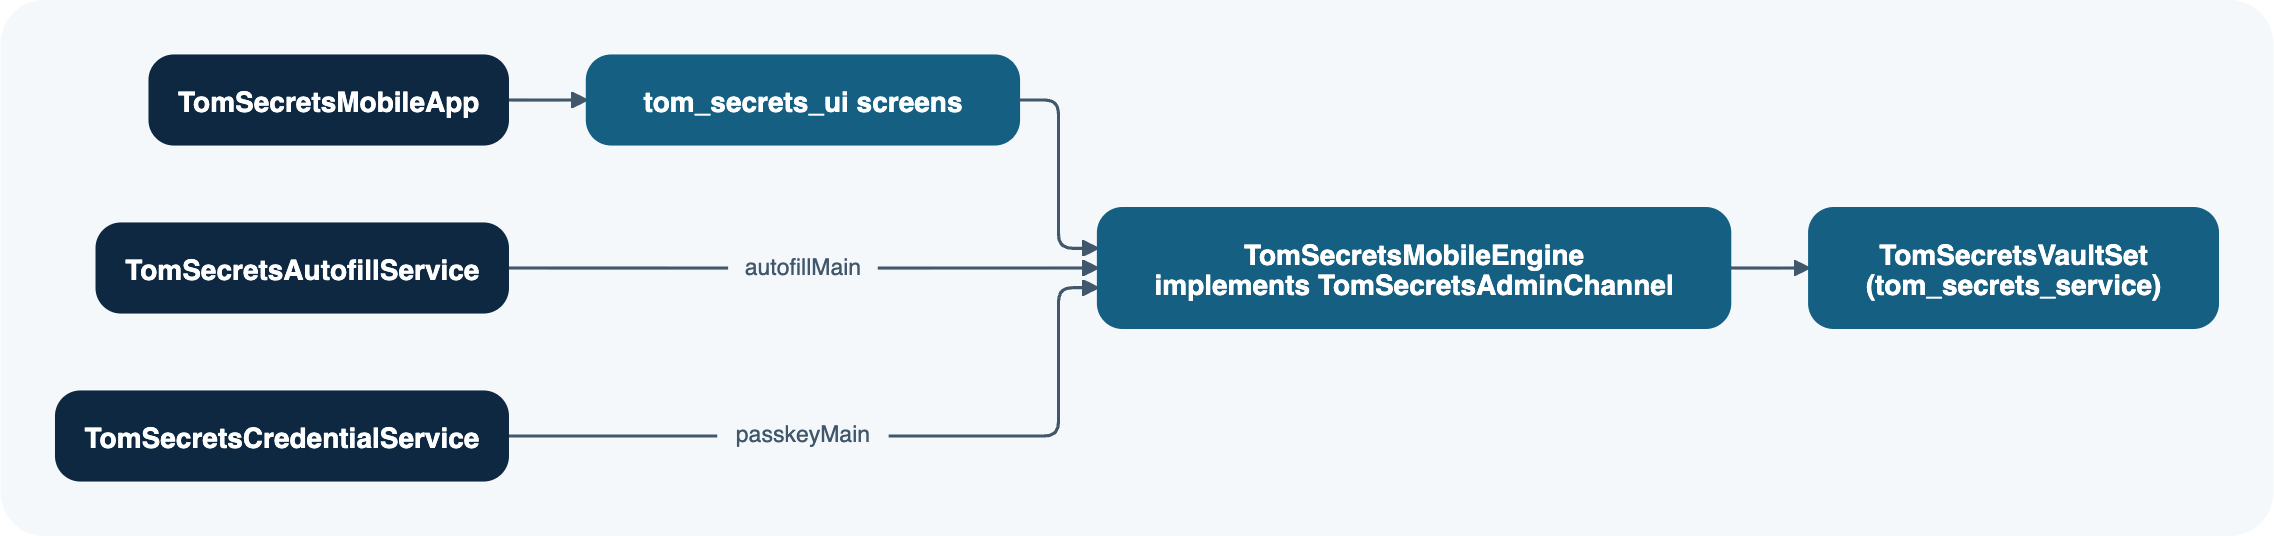 TomSecretsMobileApp
tom_secrets_ui screens
TomSecretsAutofillService
autofillMain
TomSecretsMobileEngine
implements TomSecretsAdminChannel
TomSecretsVaultSet
(tom_secrets_service)
TomSecretsCredentialService
passkeyMain